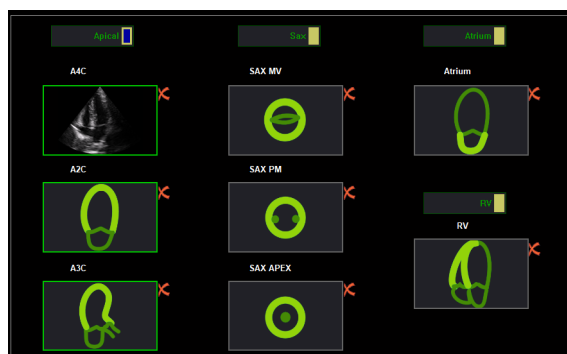 Apical
Sax
Atrium
A4C
SAX MV
Atrium
A2C
SAX PM
RV
RV
A3C
SAX APEX